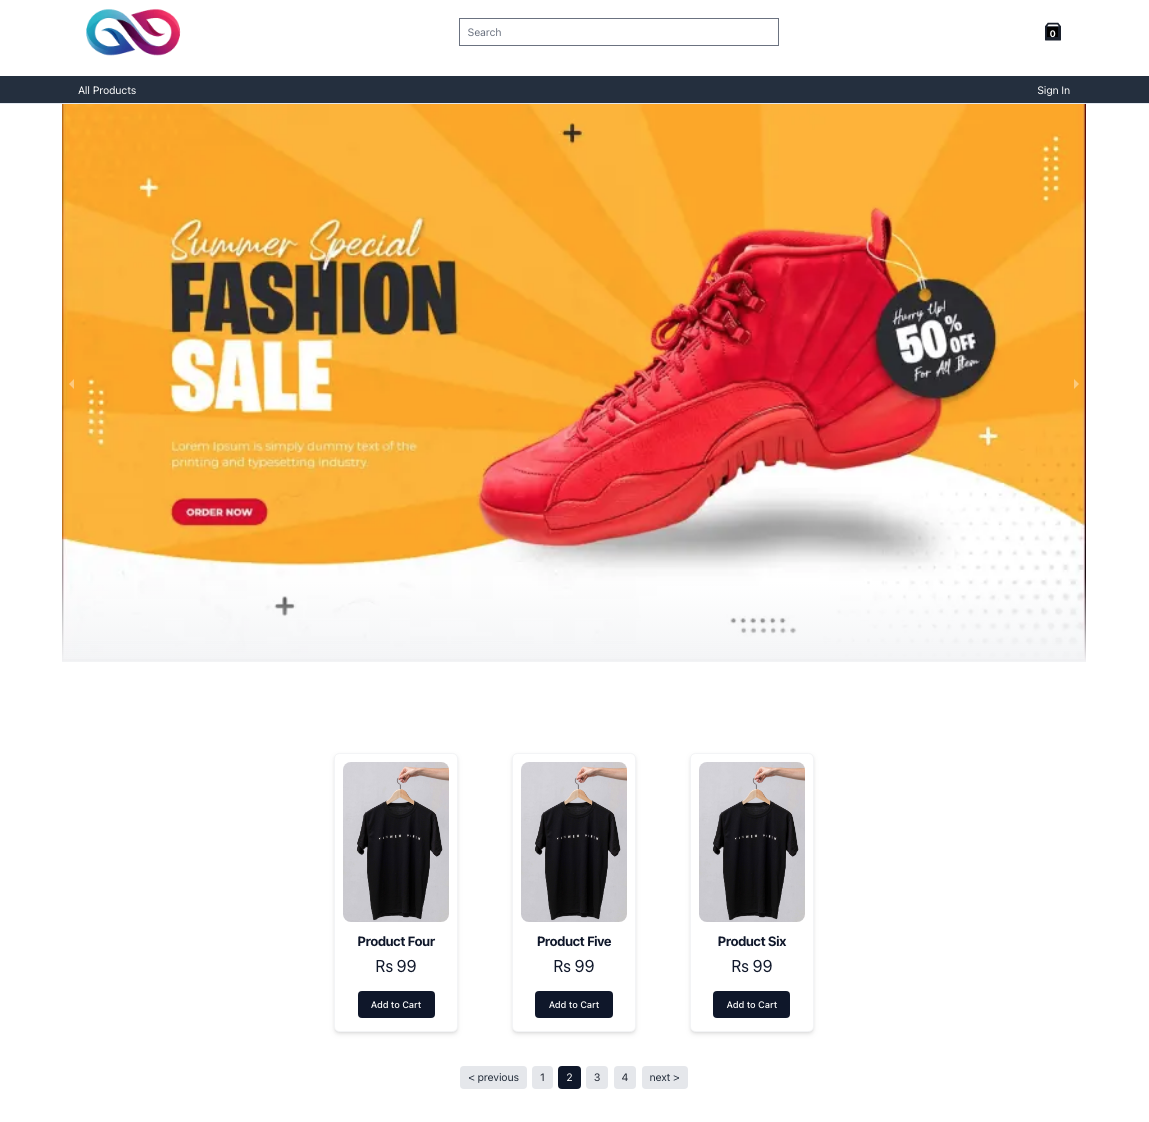 Search
0
All Products
Sign In
Summer Special
FASHION
SALE
Hurry Up!
50% OFF
For All Item
Lorem Ipsum is simply dummy text of the
printing and typesetting industry.
ORDER NOW
Product Four
Rs 99
Add to Cart
Product Five
Rs 99
Add to Cart
Product Six
Rs 99
Add to Cart
< previous 1 2 3 4 next >